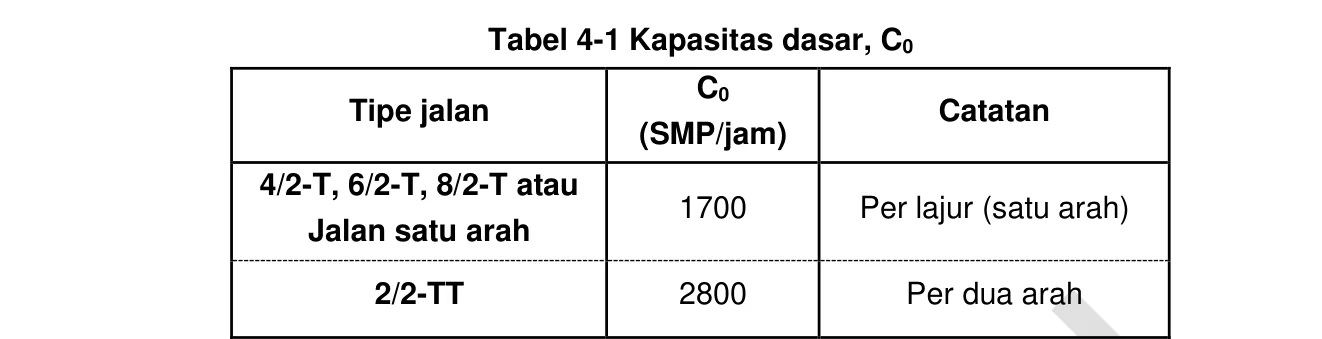 Tabel 4-1 Kapasitas dasar, C₀
Tipe jalan
C₀
(SMP/jam)
Catatan
4/2-T, 6/2-T, 8/2-T atau
Jalan satu arah
1700
Per lajur (satu arah)
2/2-TT
2800
Per dua arah